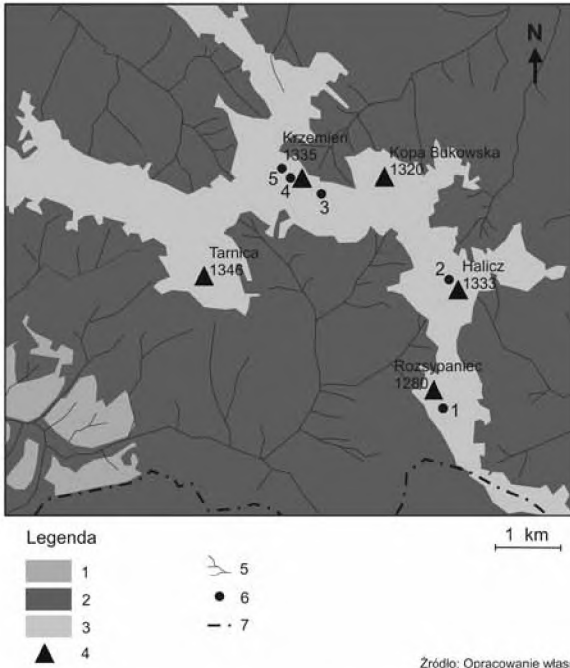 N
Krzemień
1335
Kopa Bukowska
1320
5
4
3
Tarnica
1346
2
Halicz
1333
Rozsypaniec
1280
1
1 km
Legenda
1
2
3
4
5
6
7
Źródło: Opracowanie włas